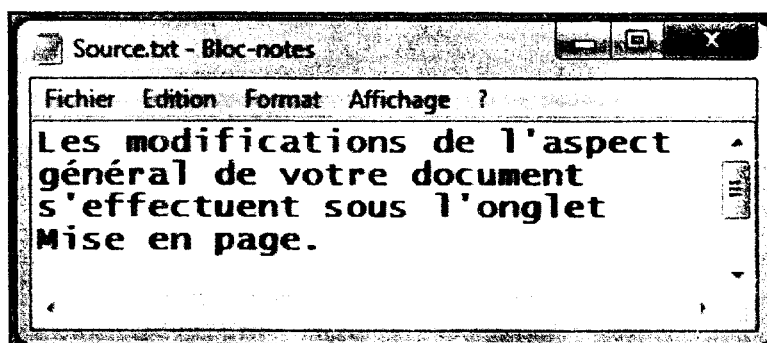 Source.txt - Bloc-notes
Fichier Edition Format Affichage ?
Les modifications de l'aspect
général de votre document
s'effectuent sous l'onglet
Mise en page.